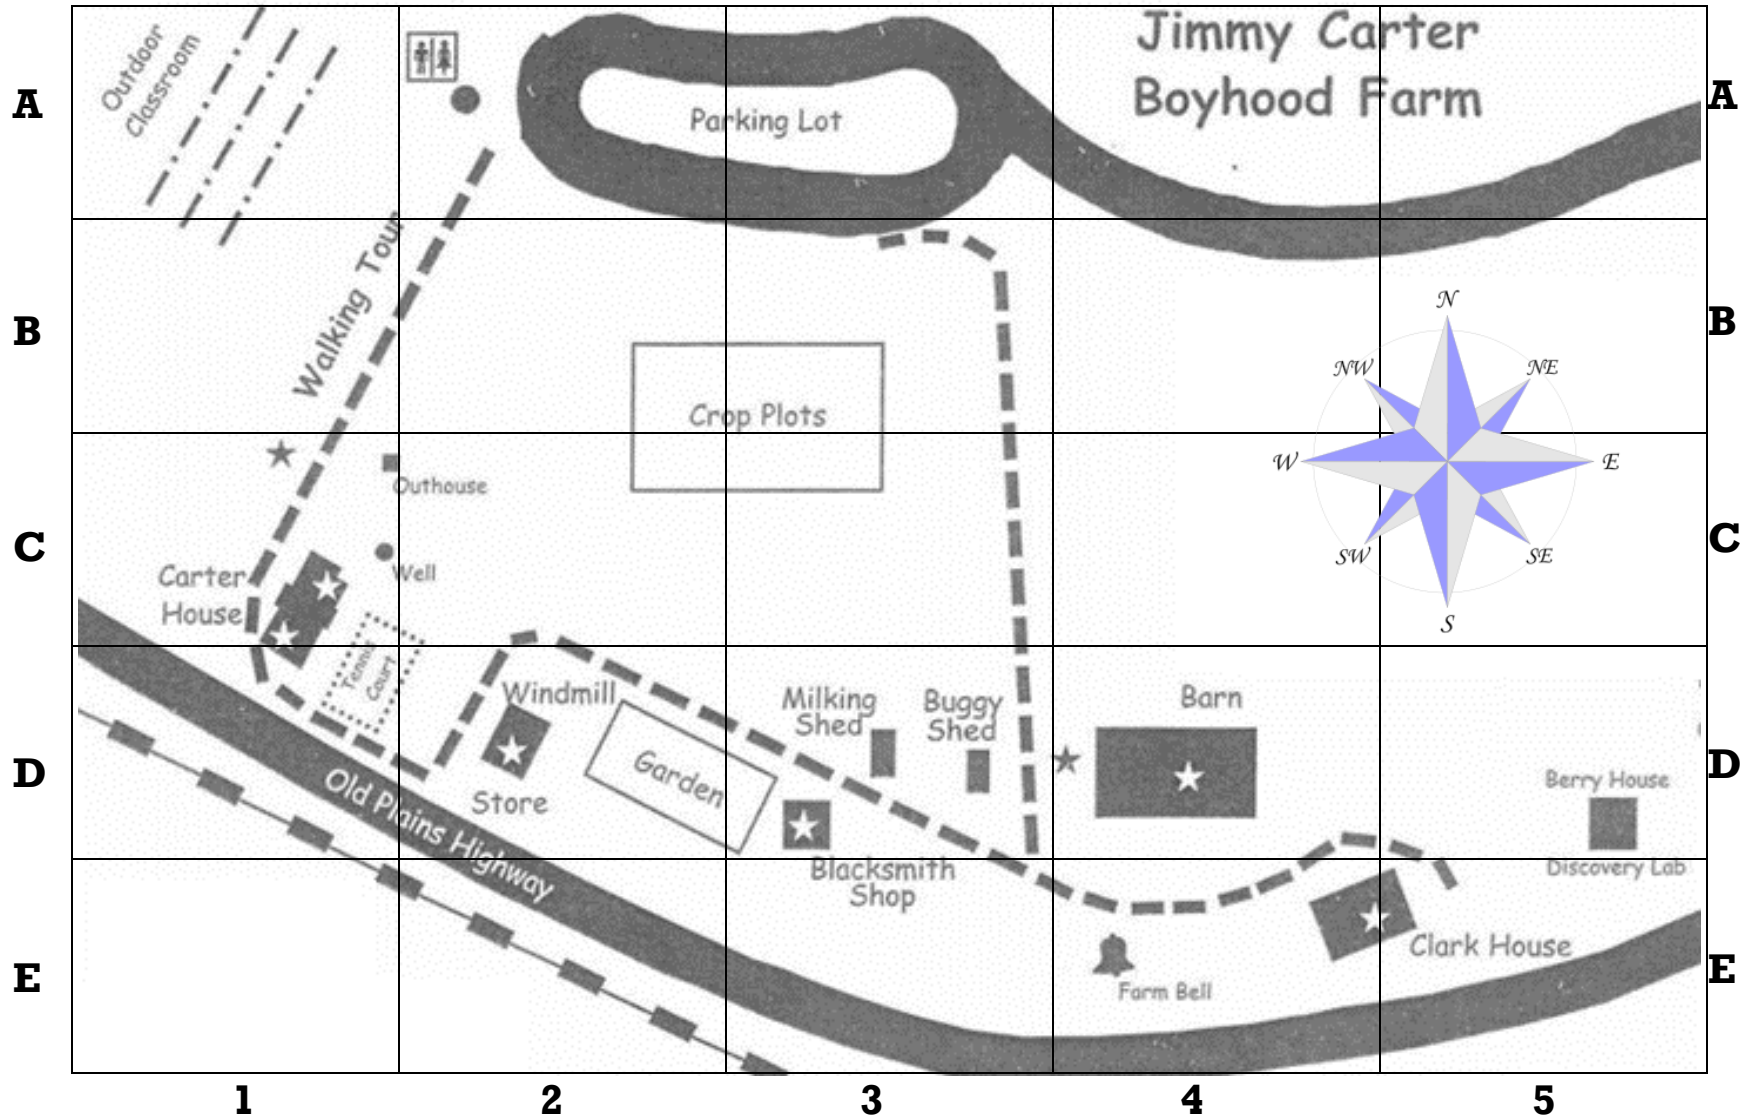 Jimmy Carter
Boyhood Farm
Outdoor
Classroom
Parking Lot
A
A
Walking Tour
N
B
B
NW
NE
Crop Plots
W
E
Outhouse
C
C
SW
SE
Carter
House
Well
S
Tennis
Court
Windmill
Milking
Shed
Buggy
Shed
Barn
D
D
Garden
Berry House
Store
Old Plains Highway
Blacksmith
Shop
Discovery Lab
Clark House
E
E
Farm Bell
1
2
3
4
5